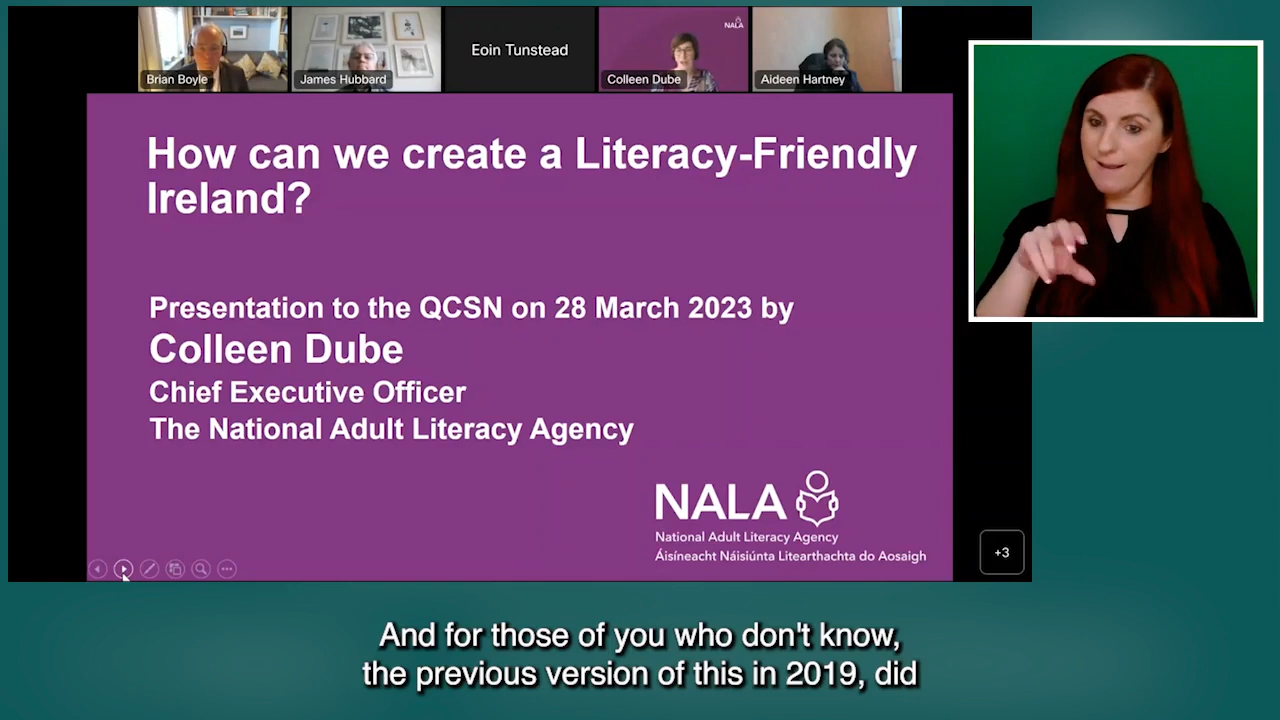 Brian Boyle
James Hubbard
Eoin Tunstead
Colleen Dube
NALA
Aideen Hartney
How can we create a Literacy-Friendly
Ireland?
Presentation to the QCSN on 28 March 2023 by
Colleen Dube
Chief Executive Officer
The National Adult Literacy Agency
NALA
National Adult Literacy Agency
Áisíneacht Náisiúnta Litearthachta do Aosaigh
+3
And for those of you who don't know,
the previous version of this in 2019, did